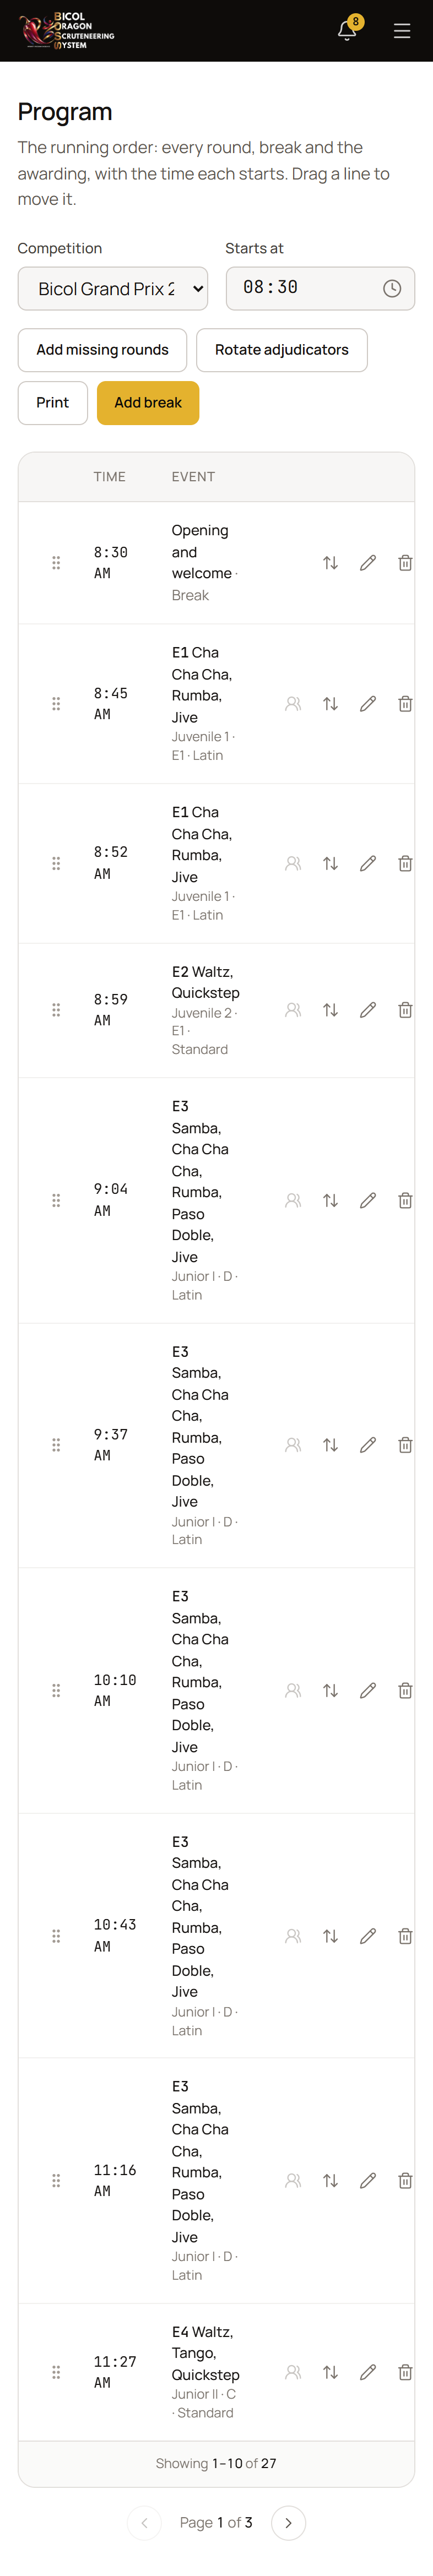 BICOL
DRAGON
SCRUTENEERING
SYSTEM
8
Program
The running order: every round, break and the
awarding, with the time each starts. Drag a line to
move it.
Competition
Starts at
Bicol Grand Prix 2
08:30
Add missing rounds
Rotate adjudicators
Print
Add break
TIME
EVENT
8:30
AM
Opening
and
welcome ·
Break
8:45
AM
E1 Cha
Cha Cha,
Rumba,
Jive
Juvenile 1 ·
E1 · Latin
8:52
AM
E1 Cha
Cha Cha,
Rumba,
Jive
Juvenile 1 ·
E1 · Latin
8:59
AM
E2 Waltz,
Quickstep
Juvenile 2 ·
E1 ·
Standard
9:04
AM
E3
Samba,
Cha Cha
Cha,
Rumba,
Paso
Doble,
Jive
Junior I · D ·
Latin
9:37
AM
E3
Samba,
Cha Cha
Cha,
Rumba,
Paso
Doble,
Jive
Junior I · D ·
Latin
10:10
AM
E3
Samba,
Cha Cha
Cha,
Rumba,
Paso
Doble,
Jive
Junior I · D ·
Latin
10:43
AM
E3
Samba,
Cha Cha
Cha,
Rumba,
Paso
Doble,
Jive
Junior I · D ·
Latin
11:16
AM
E3
Samba,
Cha Cha
Cha,
Rumba,
Paso
Doble,
Jive
Junior I · D ·
Latin
11:27
AM
E4 Waltz,
Tango,
Quickstep
Junior II · C
· Standard
Showing 1–10 of 27
Page 1 of 3